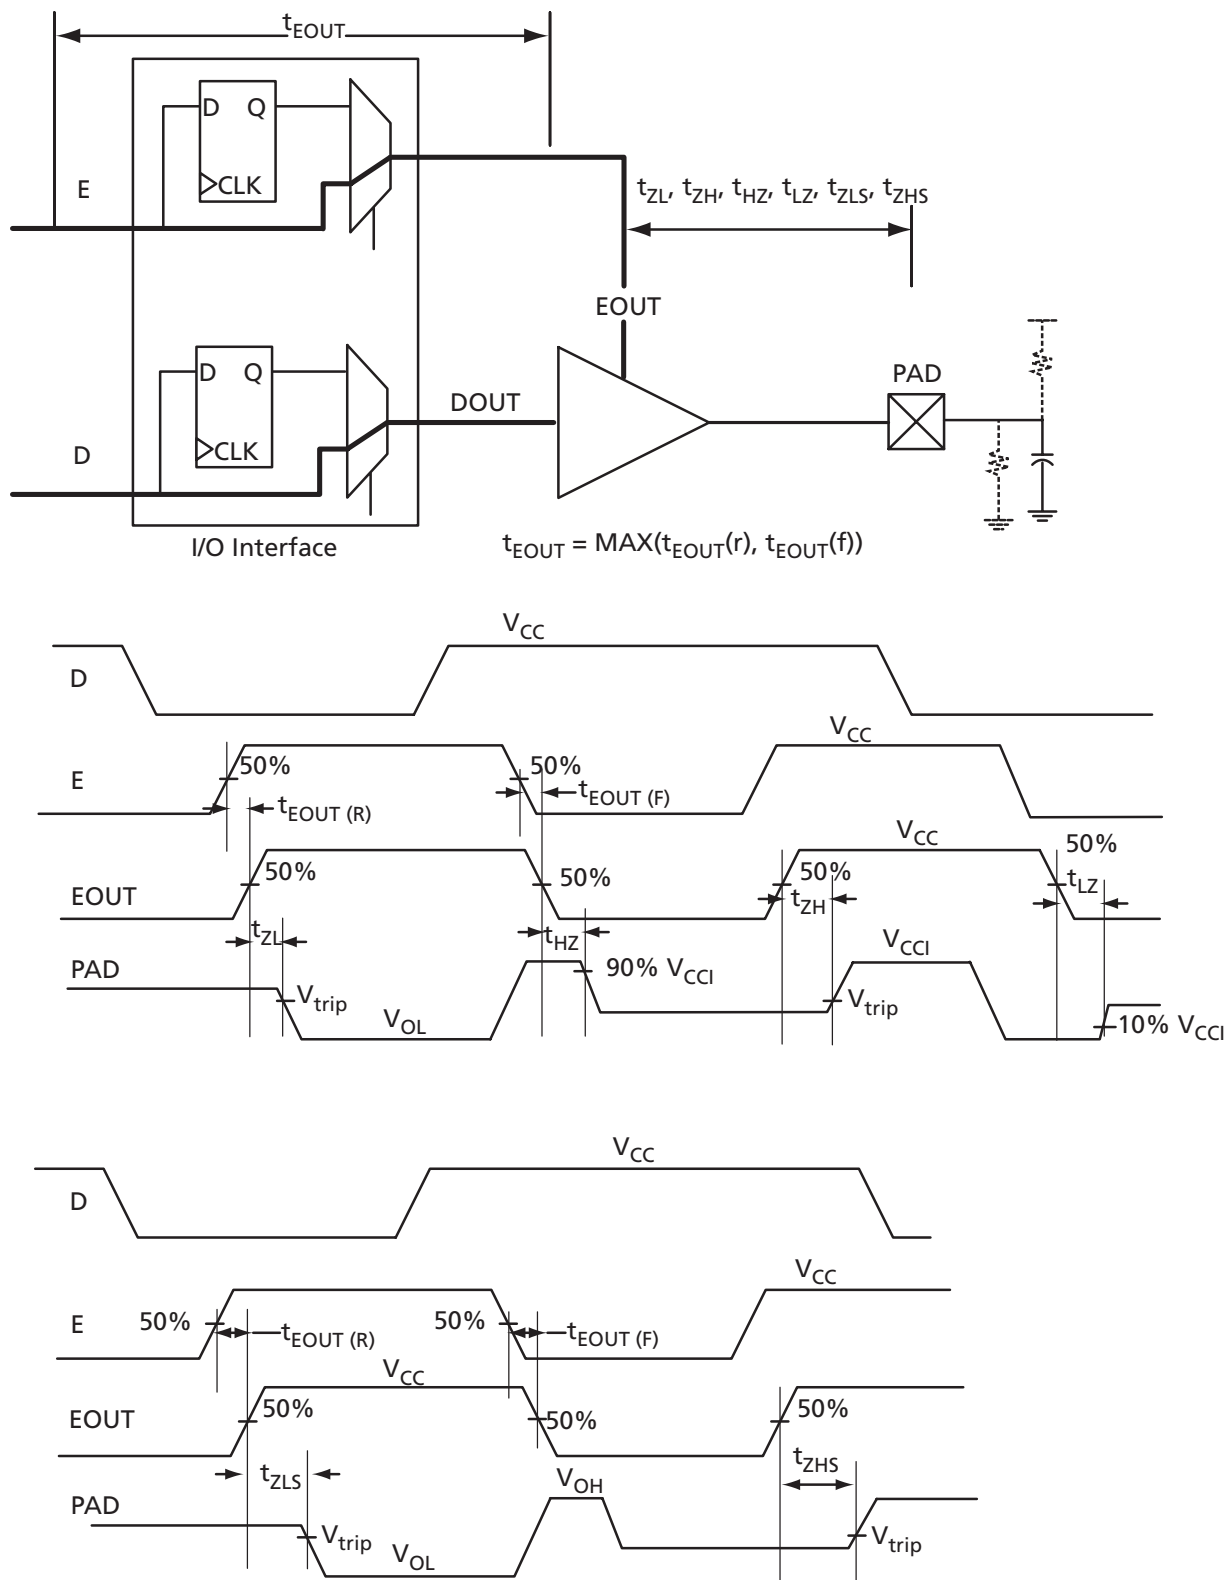 tEOUT
D Q
CLK
E
tZL, tZH, tHZ, tLZ, tZLS, tZHS
EOUT
D Q
CLK
DOUT
PAD
D
I/O Interface
tEOUT = MAX(tEOUT(r), tEOUT(f))
VCC
D
VCC
50% 50%
E
tEOUT (R) tEOUT (F)
VCC 50%
50% 50% 50% tLZ
EOUT
tZL tHZ tZH
PAD VCCI
90% VCCI
Vtrip VOL Vtrip
10% VCCI
VCC
D
VCC
E 50% 50%
tEOUT (R) tEOUT (F)
VCC
EOUT 50% 50% 50%
tZLS tZHS
PAD VOH
Vtrip VOL Vtrip